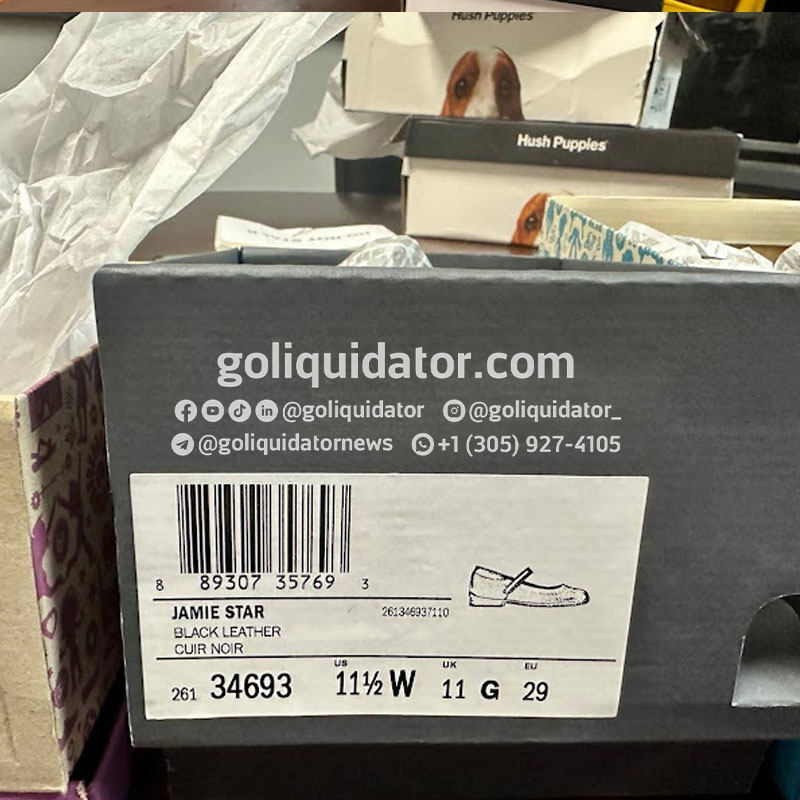 Hush Puppies
Hush Puppies
goliquidator.com
@goliquidator @goliquidator_
@goliquidatornews +1 (305) 927-4105
8 89307 35769 3
JAMIE STAR 261346937110
BLACK LEATHER
CUIR NOIR
US UK EU
261 34693 11½ W 11 G 29